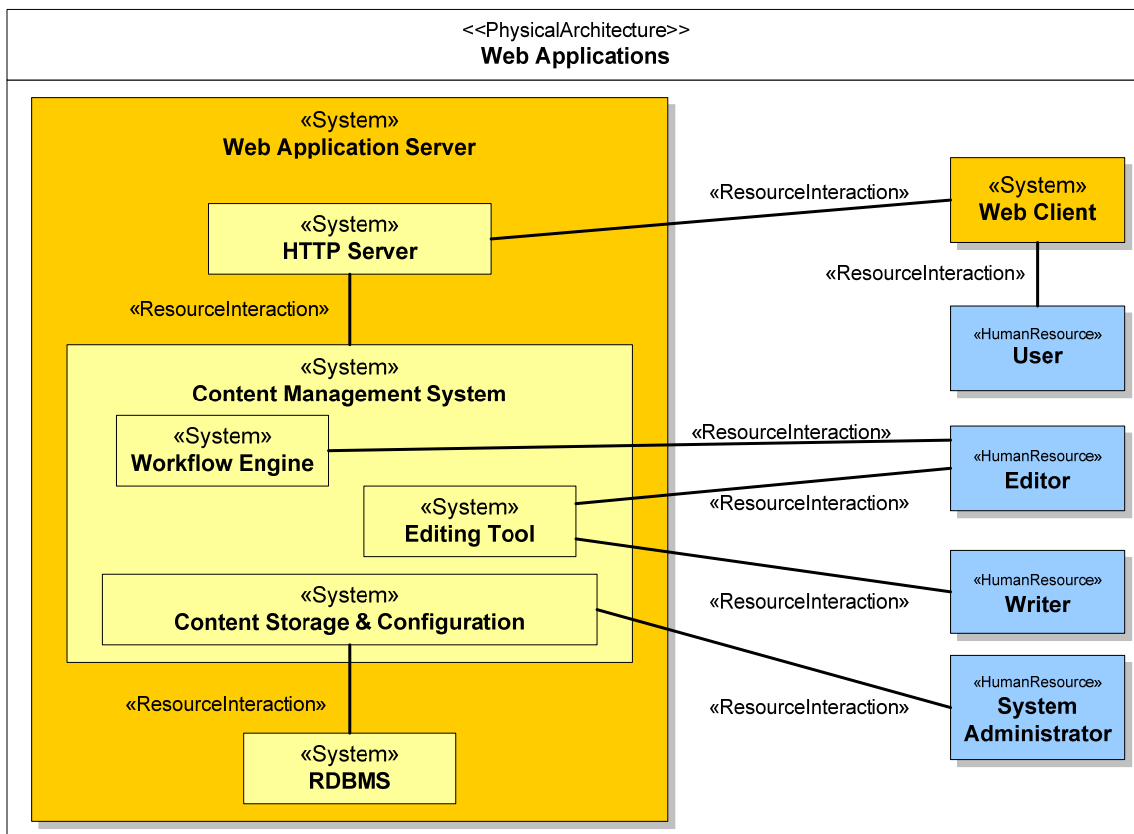 <<PhysicalArchitecture>>
Web Applications
«System»
Web Application Server
«System»
HTTP Server
«ResourceInteraction»
«System»
Content Management System
«System»
Workflow Engine
«System»
Editing Tool
«System»
Content Storage & Configuration
«ResourceInteraction»
«System»
RDBMS
«ResourceInteraction»
«System»
Web Client
«ResourceInteraction»
«HumanResource»
User
«ResourceInteraction»
«HumanResource»
Editor
«ResourceInteraction»
«HumanResource»
Writer
«ResourceInteraction»
«HumanResource»
System
Administrator
«ResourceInteraction»